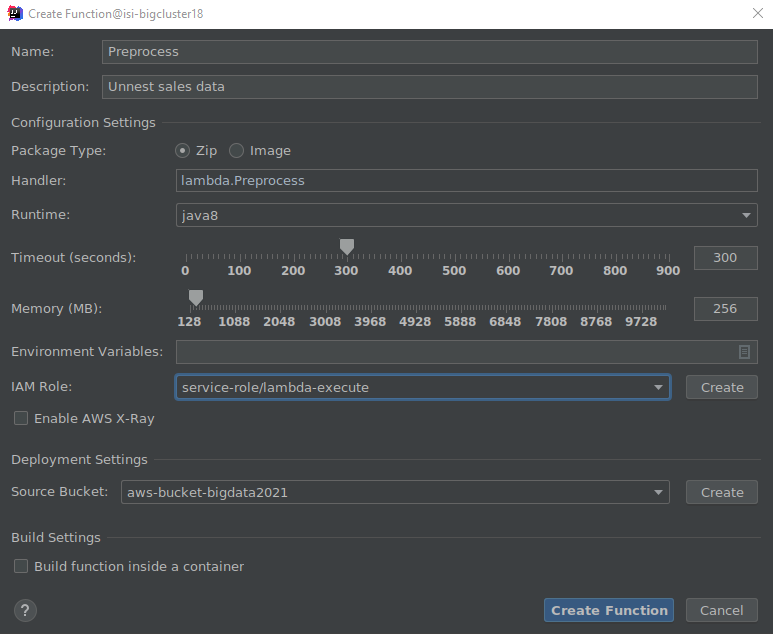 Create Function@isi-bigcluster18
Name: Preprocess
Description: Unnest sales data
Configuration Settings
Package Type: Zip Image
Handler: lambda.Preprocess
Runtime: java8
Timeout (seconds): 300
0 100 200 300 400 500 600 700 800 900
Memory (MB): 256
128 1088 2048 3008 3968 4928 5888 6848 7808 8768 9728
Environment Variables:
IAM Role: service-role/lambda-execute Create
Enable AWS X-Ray
Deployment Settings
Source Bucket: aws-bucket-bigdata2021 Create
Build Settings
Build function inside a container
? Create Function Cancel